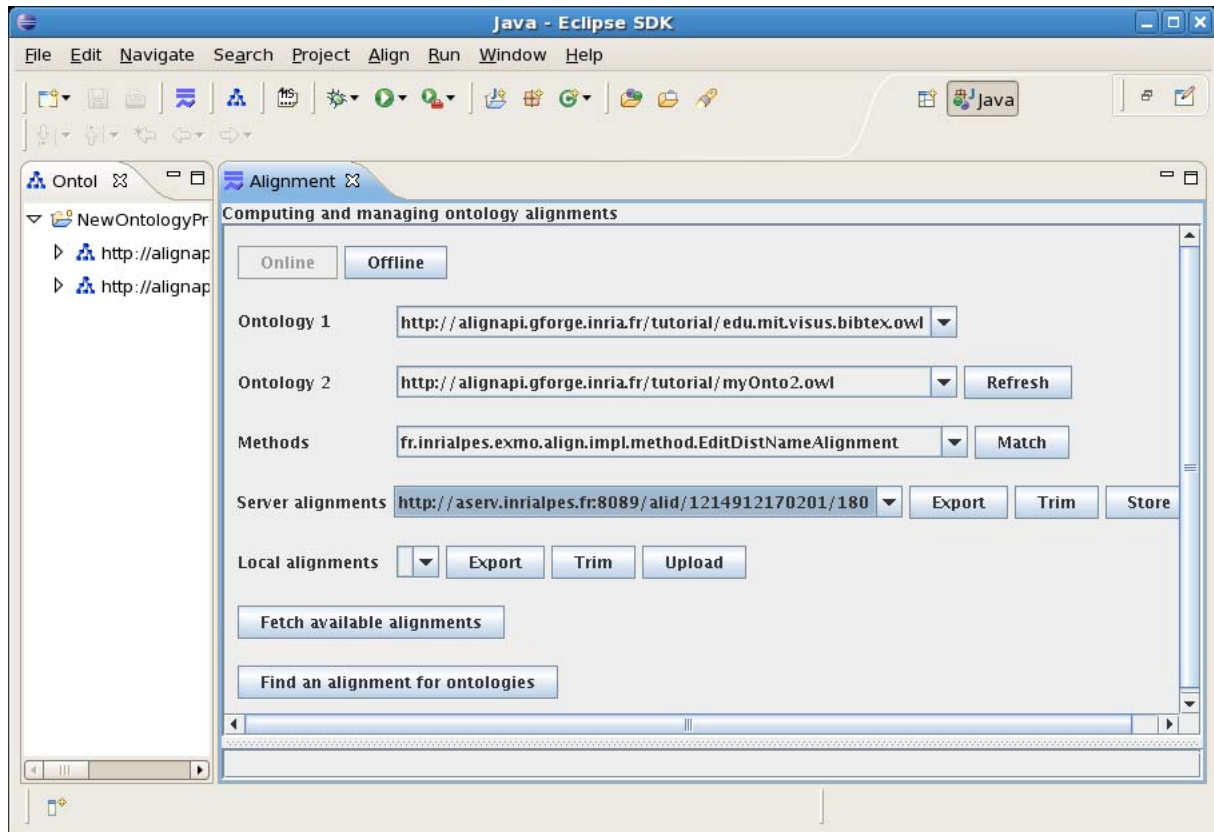 Java - Eclipse SDK
File Edit Navigate Search Project Align Run Window Help
Java
Ontol
Alignment
NewOntologyPr
http://alignap
http://alignap
Computing and managing ontology alignments
Online Offline
Ontology 1 http://alignapi.gforge.inria.fr/tutorial/edu.mit.visus.bibtex.owl
Ontology 2 http://alignapi.gforge.inria.fr/tutorial/myOnto2.owl Refresh
Methods fr.inrialpes.exmo.align.impl.method.EditDistNameAlignment Match
Server alignments http://aserv.inrialpes.fr:8089/alid/1214912170201/180 Export Trim Store
Local alignments Export Trim Upload
Fetch available alignments
Find an alignment for ontologies